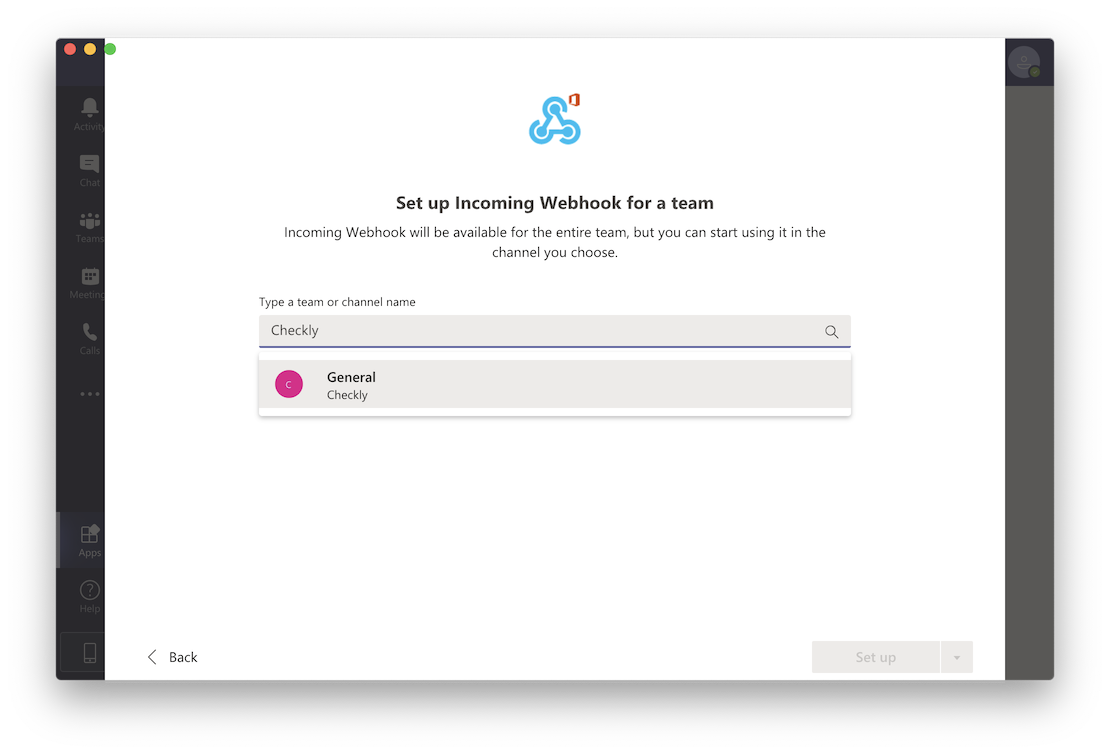 Activity
Chat
Teams
Meeting
Calls
Apps
Help
Set up Incoming Webhook for a team
Incoming Webhook will be available for the entire team, but you can start using it in the
channel you choose.
Type a team or channel name
Checkly
C
General
Checkly
Back
Set up